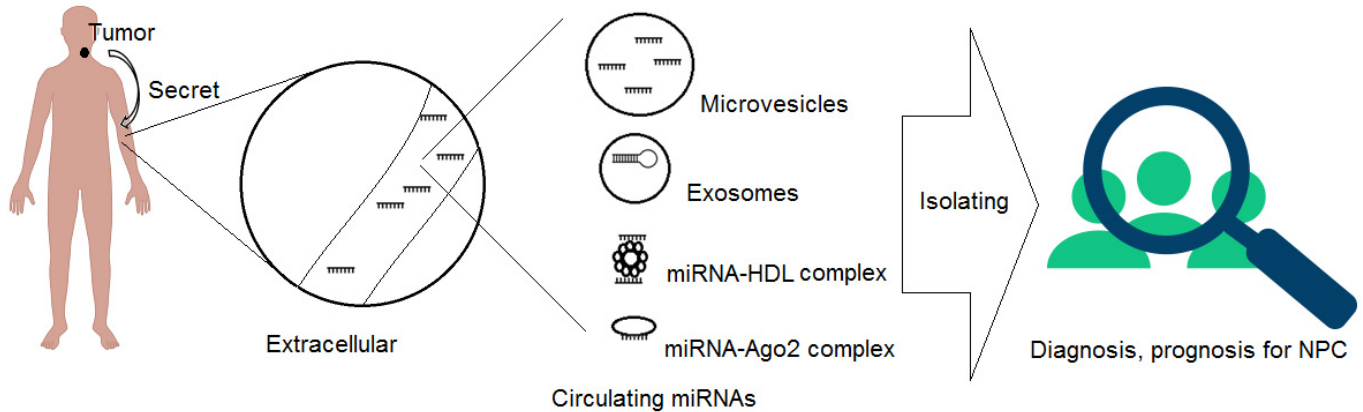 Tumor
Secret
Extracellular
Microvesicles
Exosomes
miRNA-HDL complex
miRNA-Ago2 complex
Circulating miRNAs
Isolating
Diagnosis, prognosis for NPC